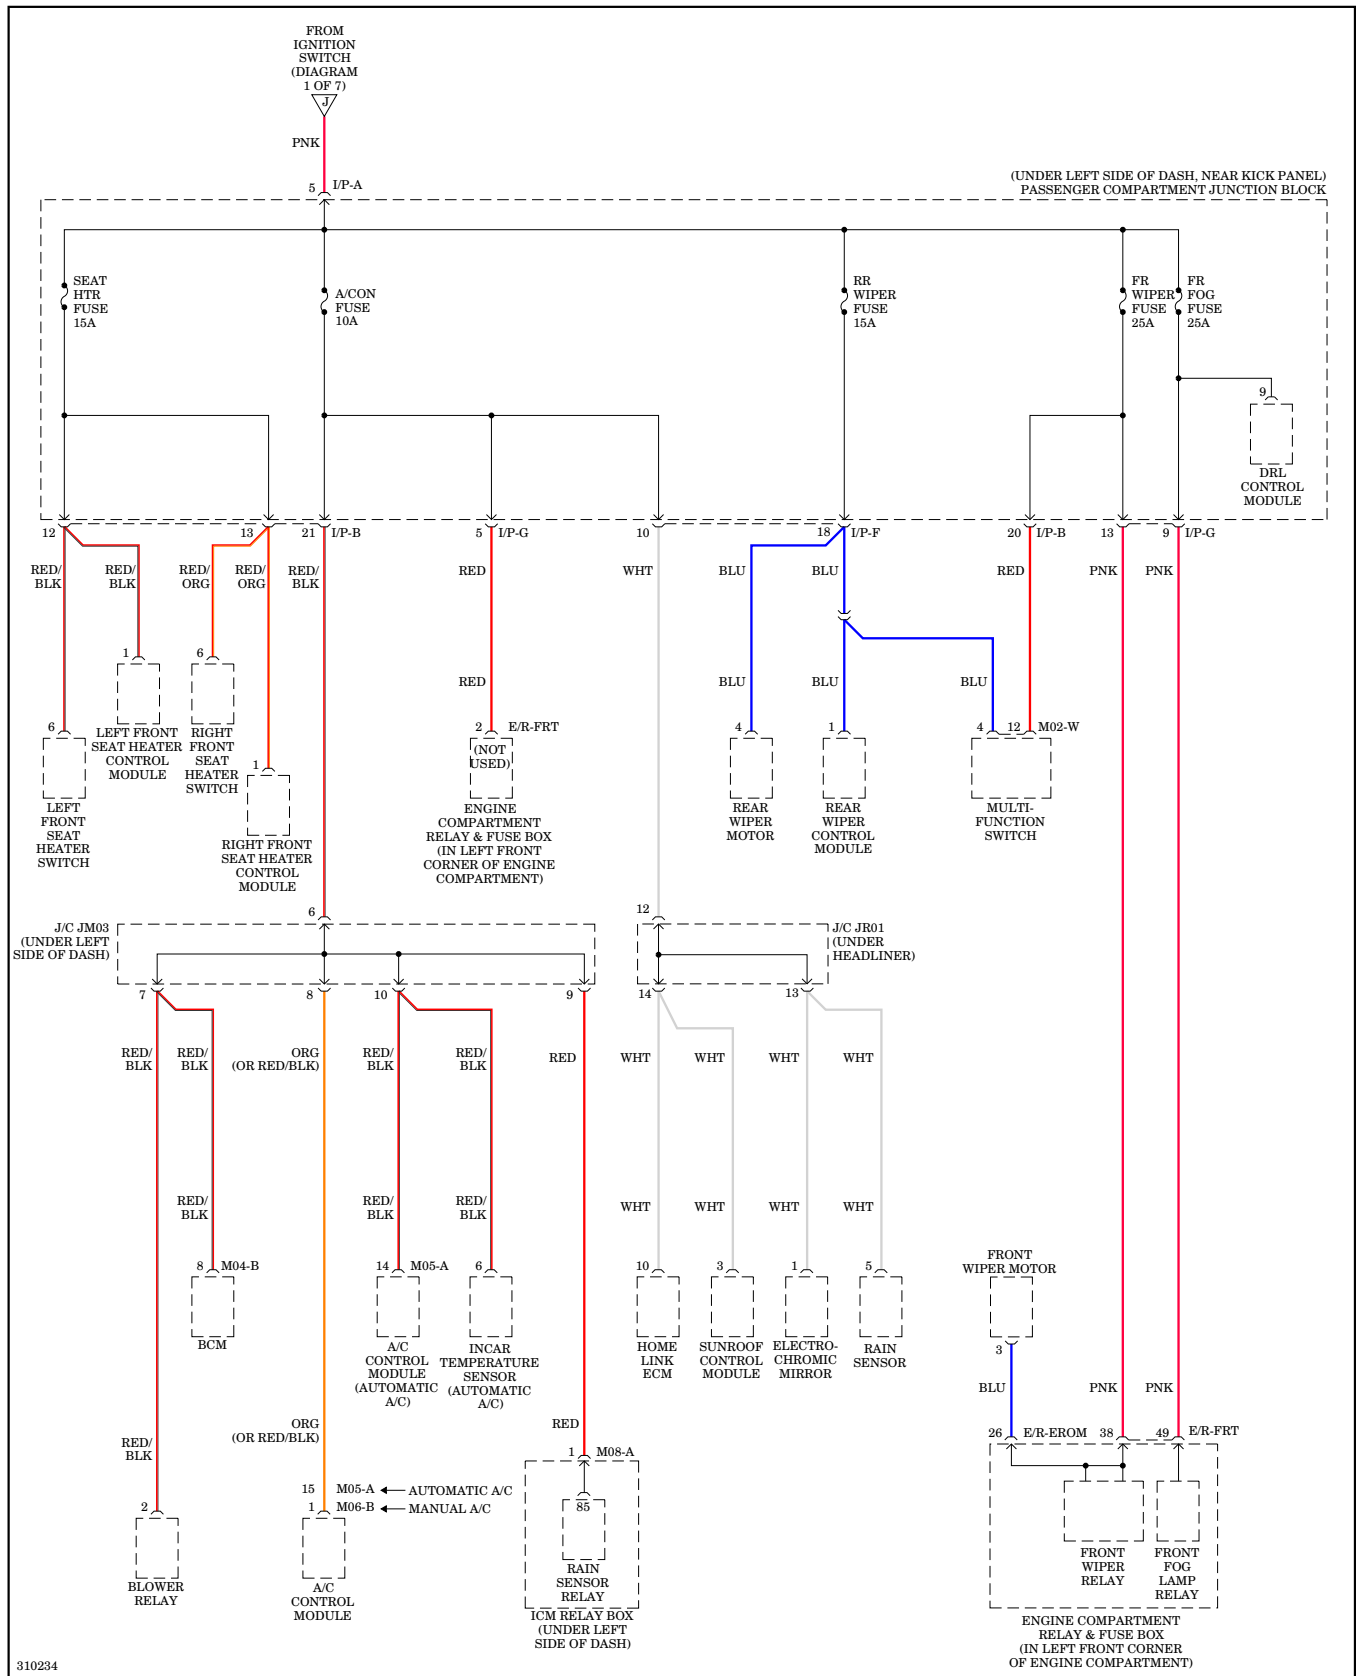 FROM
IGNITION
SWITCH
(DIAGRAM
1 OF 7)
J
PNK
5 I/P-A
(UNDER LEFT SIDE OF DASH, NEAR KICK PANEL)
PASSENGER COMPARTMENT JUNCTION BLOCK
SEAT
HTR
FUSE
15A
A/CON
FUSE
10A
RR
WIPER
FUSE
15A
FR
WIPER
FUSE
25A
FR
FOG
FUSE
25A
9
DRL
CONTROL
MODULE
12 13 21 I/P-B 5 I/P-G 10 18 I/P-F 20 I/P-B 13 9 I/P-G
RED/
BLK
RED/
BLK
RED/
ORG
RED/
ORG
RED/
BLK
RED
WHT
BLU
BLU
RED
PNK
PNK
1
LEFT FRONT
SEAT HEATER
CONTROL
MODULE
6
RIGHT
FRONT
SEAT
HEATER
SWITCH
6
LEFT
FRONT
SEAT
HEATER
SWITCH
1
RIGHT FRONT
SEAT HEATER
CONTROL
MODULE
RED
2 E/R-FRT
(NOT
USED)
ENGINE
COMPARTMENT
RELAY & FUSE BOX
(IN LEFT FRONT
CORNER OF ENGINE
COMPARTMENT)
BLU
4
REAR
WIPER
MOTOR
BLU
1
REAR
WIPER
CONTROL
MODULE
BLU
4 12 M02-W
MULTI-
FUNCTION
SWITCH
6
J/C JM03
(UNDER LEFT
SIDE OF DASH)
12
J/C JR01
(UNDER
HEADLINER)
7 8 10 9 14 13
RED/
BLK
RED/
BLK
ORG
(OR RED/BLK)
RED/
BLK
RED/
BLK
RED
WHT
WHT
WHT
WHT
RED/
BLK
RED/
BLK
RED/
BLK
WHT
WHT
WHT
WHT
8 M04-B
BCM
14 M05-A
A/C
CONTROL
MODULE
(AUTOMATIC
A/C)
6
INCAR
TEMPERATURE
SENSOR
(AUTOMATIC
A/C)
10
HOME
LINK
ECM
3
SUNROOF
CONTROL
MODULE
1
ELECTRO-
CHROMIC
MIRROR
5
RAIN
SENSOR
FRONT
WIPER MOTOR
3
BLU
PNK
PNK
RED/
BLK
ORG
(OR RED/BLK)
RED
26 E/R-EROM 38 49 E/R-FRT
1 M08-A
15 M05-A AUTOMATIC A/C
1 M06-B MANUAL A/C
2
BLOWER
RELAY
A/C
CONTROL
MODULE
85
RAIN
SENSOR
RELAY
ICM RELAY BOX
(UNDER LEFT
SIDE OF DASH)
FRONT
WIPER
RELAY
FRONT
FOG
LAMP
RELAY
ENGINE COMPARTMENT
RELAY & FUSE BOX
(IN LEFT FRONT CORNER
OF ENGINE COMPARTMENT)
310234